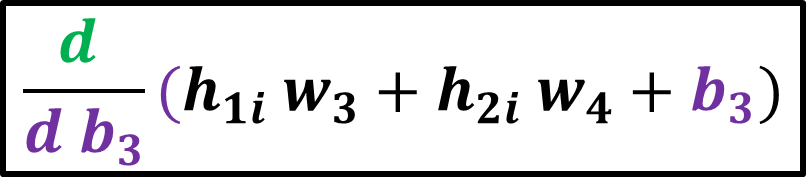 d
d b₃ (h₁ᵢ w₃ + h₂ᵢ w₄ + b₃)